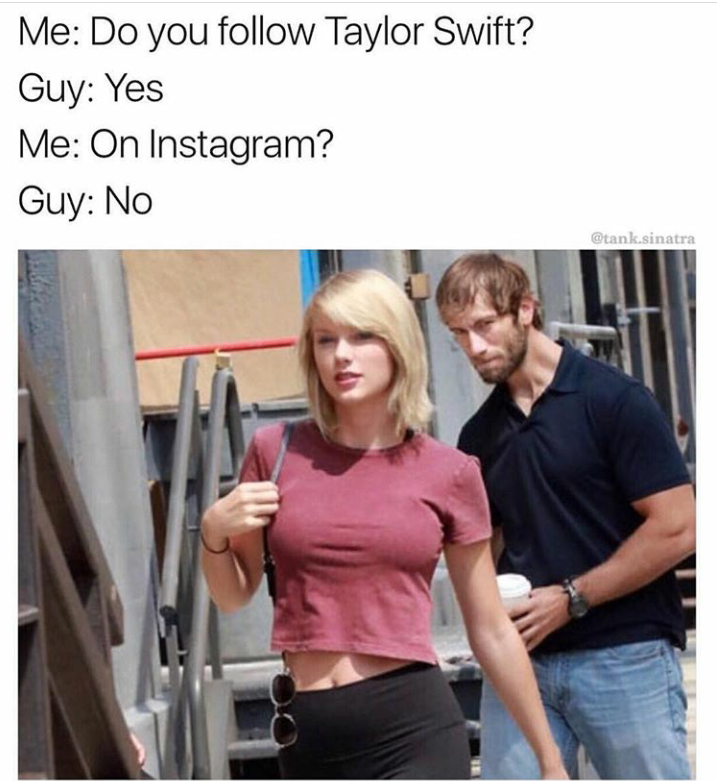 Me: Do you follow Taylor Swift?
Guy: Yes
Me: On Instagram?
Guy: No
@tank.sinatra